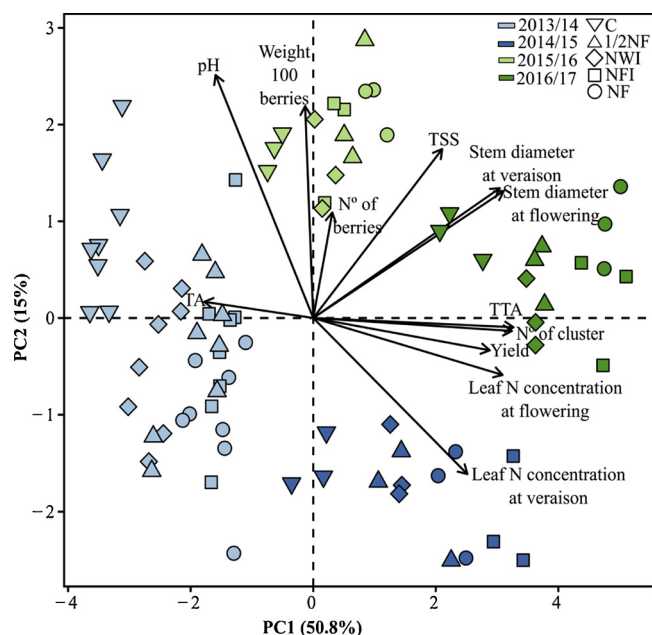 2013/14 C
2014/15 1/2NF
2015/16 NWI
2016/17 NFI
NF
3
2
1
0
−1
−2
PC2 (15%)
pH
Weight
100
berries
TSS
Stem diameter
at veraison
Stem diameter
at flowering
Nº of
berries
TA
TTA
Nº of cluster
Yield
Leaf N concentration
at flowering
Leaf N concentration
at veraison
−4
−2
0
2
4
PC1 (50.8%)